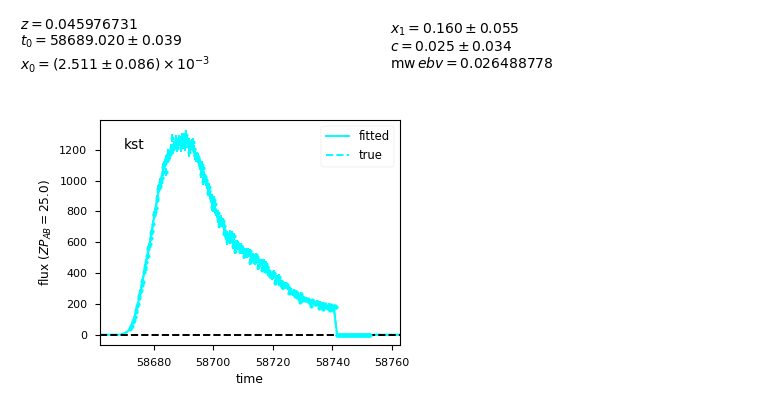 z = 0.045976731
t₀ = 58689.020 ± 0.039
x₀ = (2.511 ± 0.086) × 10⁻³
x₁ = 0.160 ± 0.055
c = 0.025 ± 0.034
mw ebv = 0.026488778
kst
fitted
true
flux (ZP_AB = 25.0)
1200
1000
800
600
400
200
0
58680 58700 58720 58740 58760
time